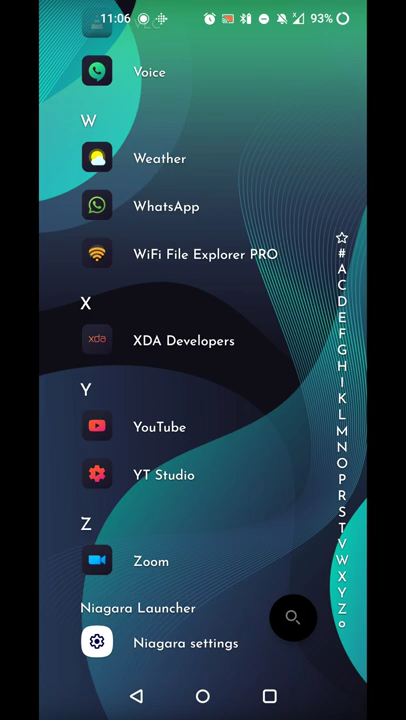 11:06 93%
Voice
W
Weather
WhatsApp
WiFi File Explorer PRO
X
xda XDA Developers
Y
YouTube
YT Studio
Z
Zoom
Niagara Launcher
Niagara settings
#
A
C
D
E
F
G
H
I
K
L
M
N
O
P
R
S
T
V
W
X
Y
Z